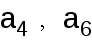 a₄ , a₆